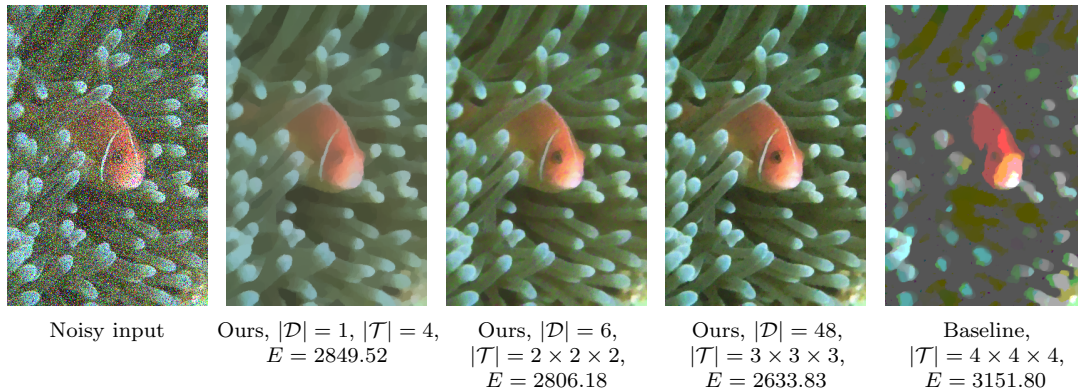 Noisy input
Ours, |𝒟| = 1, |𝒯| = 4,
E = 2849.52
Ours, |𝒟| = 6,
|𝒯| = 2 × 2 × 2,
E = 2806.18
Ours, |𝒟| = 48,
|𝒯| = 3 × 3 × 3,
E = 2633.83
Baseline,
|𝒯| = 4 × 4 × 4,
E = 3151.80